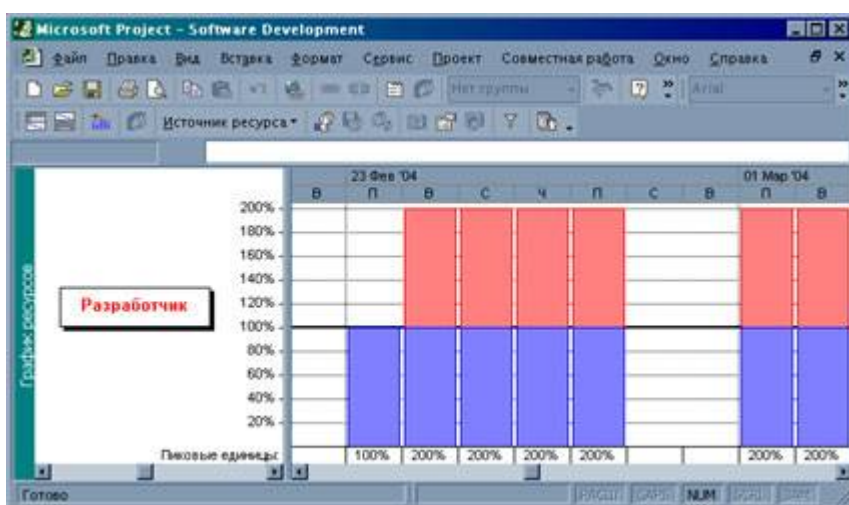 Microsoft Project - Software Development
Файл Правка Вид Вставка Формат Сервис Проект Совместная работа Окно Справка
Нет группы Arial
Источник ресурса
23 Фев '04 01 Мар '04
В П В С Ч П С В П В
200%
180%
160%
140%
120%
100%
80%
60%
40%
20%
Разработчик
График ресурсов
Пиковые единицы: 100% 200% 200% 200% 200% 200% 200%
Готово NUM